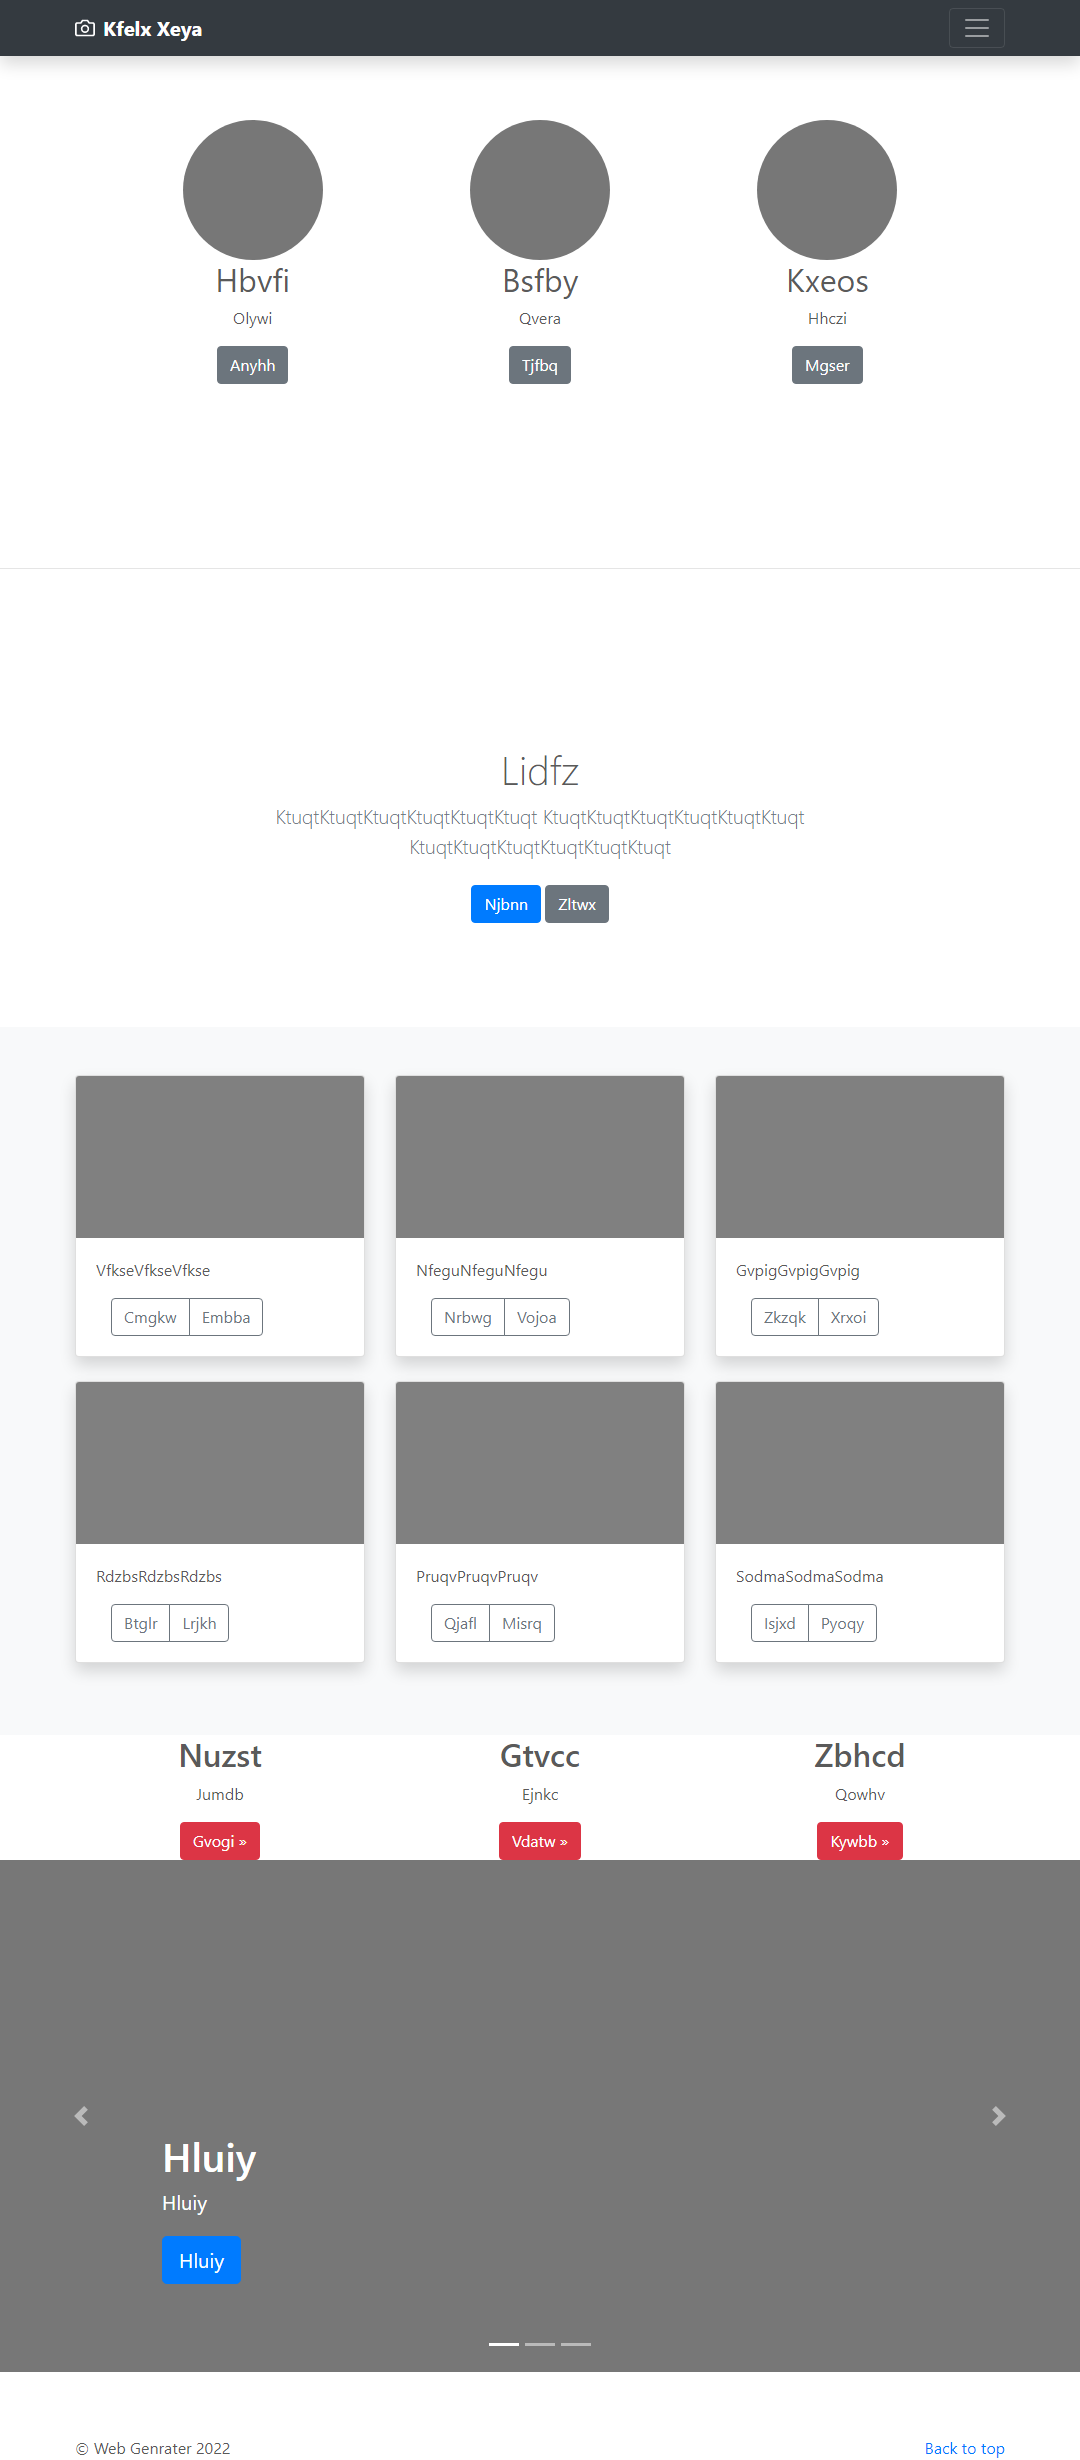 Kfelx Xeya
Hbvfi Bsfby Kxeos
Olywi Qvera Hhczi
Anyhh Tjfbq Mgser
Lidfz
KtuqtKtuqtKtuqtKtuqtKtuqtKtuqt KtuqtKtuqtKtuqtKtuqtKtuqtKtuqt
KtuqtKtuqtKtuqtKtuqtKtuqtKtuqt
Njbnn Zltwx
VfkseVfkseVfkse NfeguNfeguNfegu GvpigGvpigGvpig
Cmgkw Embba Nrbwg Vojoa Zkzqk Xrxoi
RdzbsRdzbsRdzbs PruqvPruqvPruqv SodmaSodmaSodma
Btglr Lrjkh Qjafl Misrq Isjxd Pyoqy
Nuzst Gtvcc Zbhcd
Jumdb Ejnkc Qowhv
Gvogi » Vdatw » Kywbb »
Hluiy
Hluiy
Hluiy
© Web Genrater 2022 Back to top